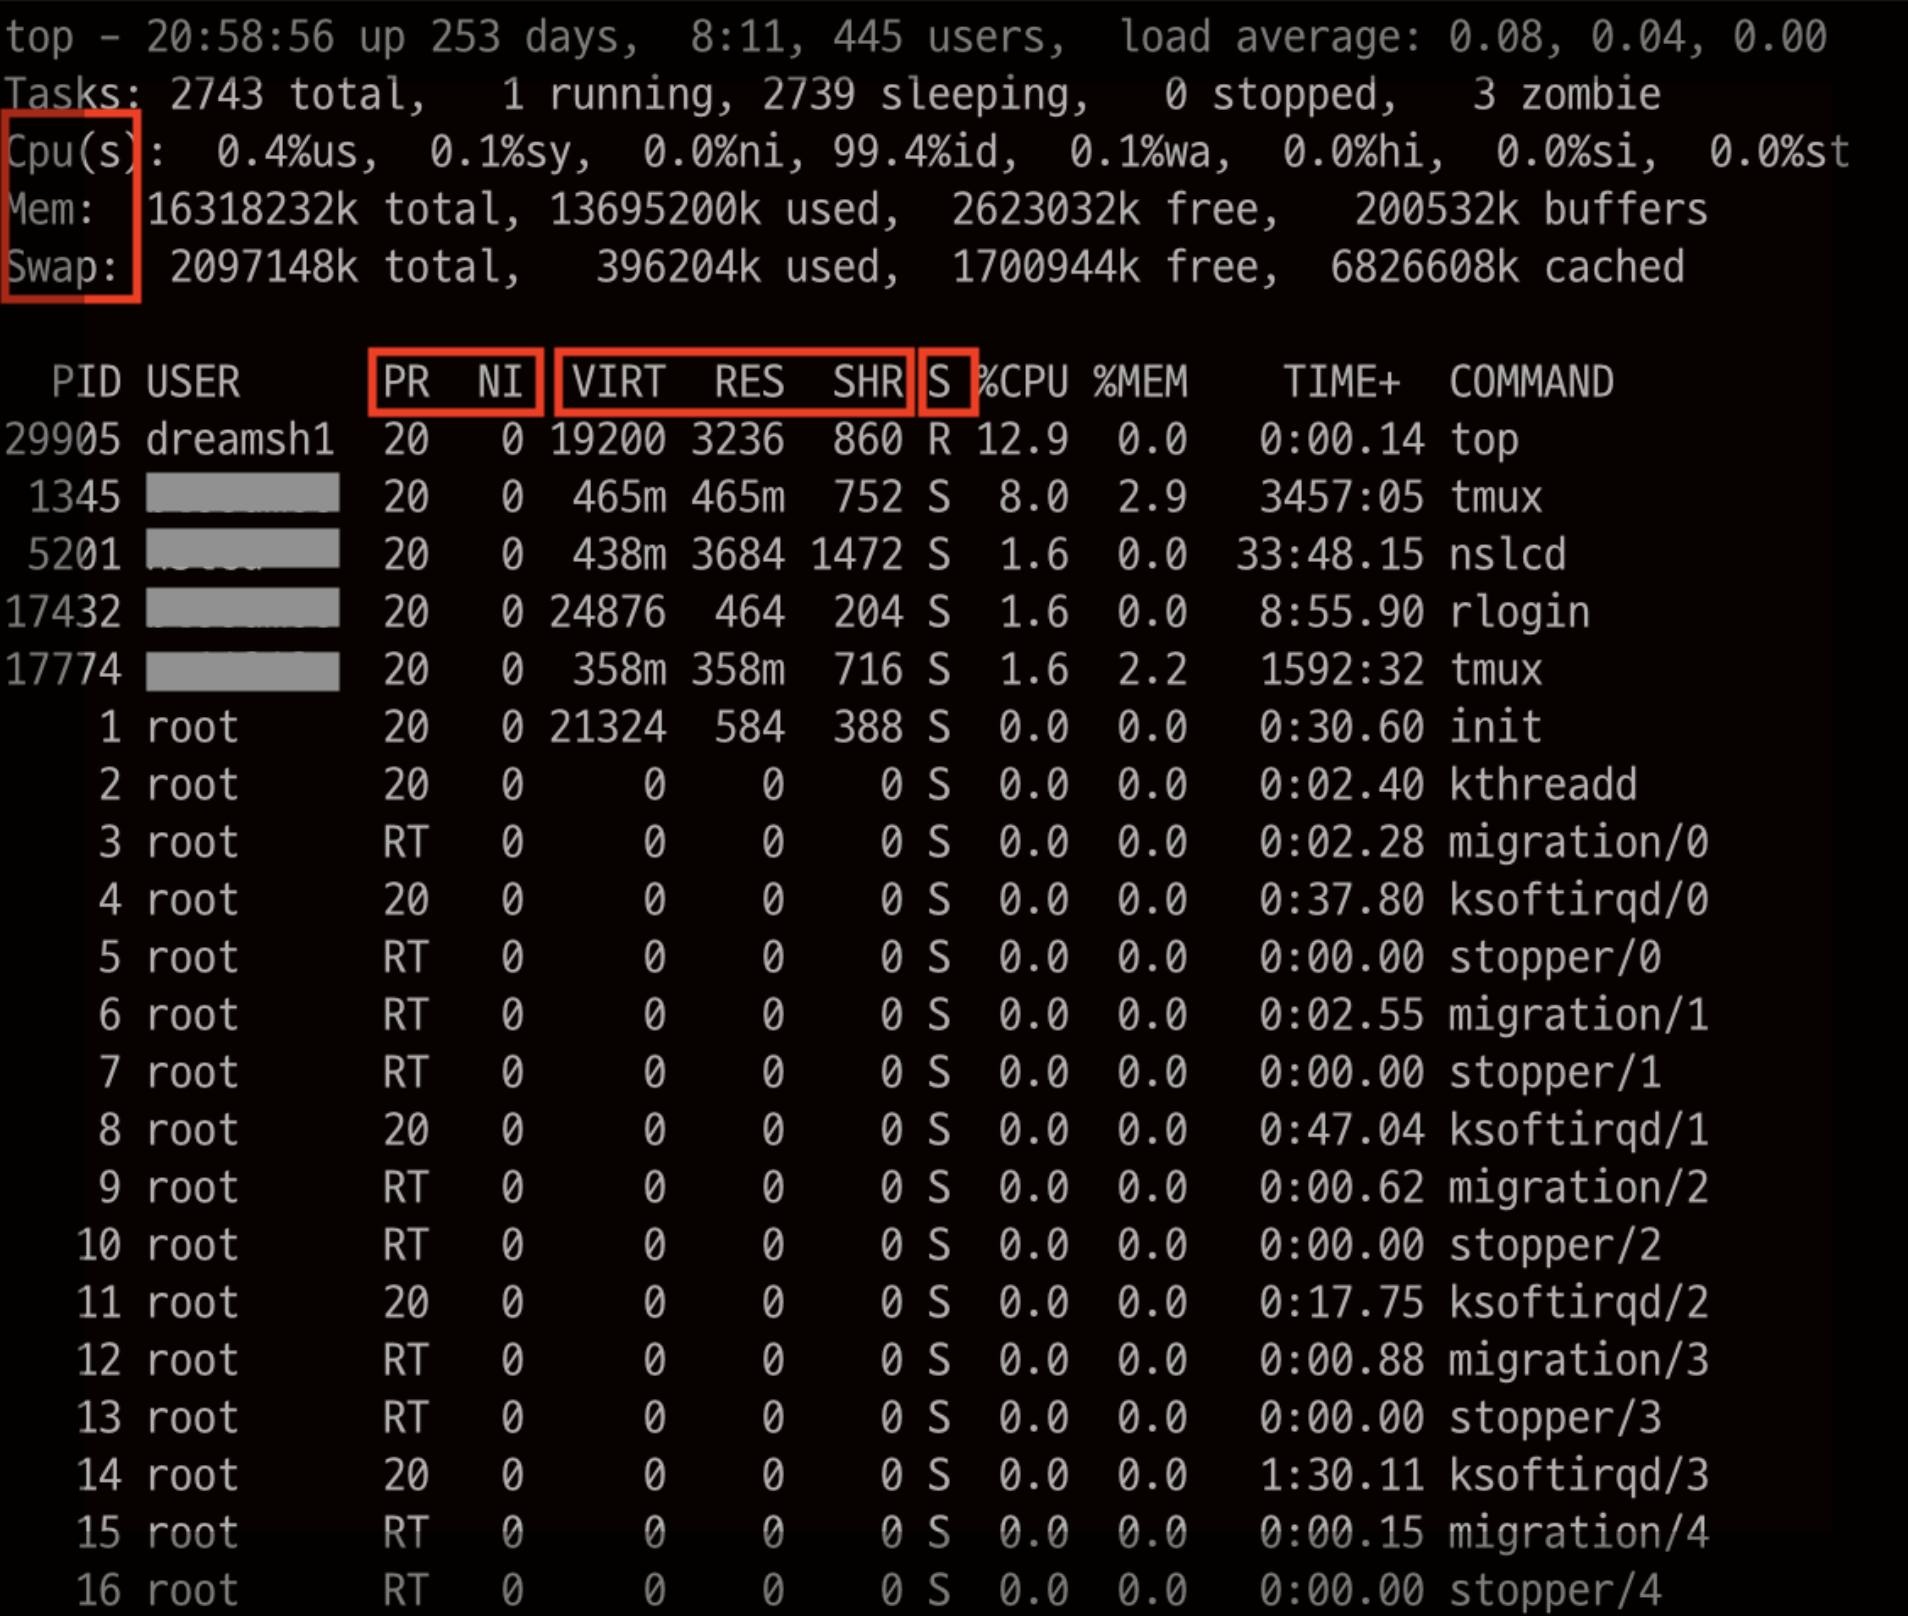 top - 20:58:56 up 253 days,  8:11, 445 users,  load average: 0.08, 0.04, 0.00
Tasks: 2743 total,   1 running, 2739 sleeping,   0 stopped,   3 zombie
Cpu(s):  0.4%us,  0.1%sy,  0.0%ni, 99.4%id,  0.1%wa,  0.0%hi,  0.0%si,  0.0%st
Mem:  16318232k total, 13695200k used,  2623032k free,   200532k buffers
Swap:  2097148k total,   396204k used,  1700944k free,  6826608k cached
PID USER      PR  NI  VIRT  RES  SHR S %CPU %MEM    TIME+  COMMAND
29905 dreamsh1  20   0 19200 3236  860 R 12.9  0.0   0:00.14 top
1345           20   0  465m 465m  752 S  8.0  2.9   3457:05 tmux
5201           20   0  438m 3684 1472 S  1.6  0.0  33:48.15 nslcd
17432           20   0 24876  464  204 S  1.6  0.0   8:55.90 rlogin
17774           20   0  358m 358m  716 S  1.6  2.2   1592:32 tmux
1 root      20   0 21324  584  388 S  0.0  0.0   0:30.60 init
2 root      20   0     0    0    0 S  0.0  0.0   0:02.40 kthreadd
3 root      RT   0     0    0    0 S  0.0  0.0   0:02.28 migration/0
4 root      20   0     0    0    0 S  0.0  0.0   0:37.80 ksoftirqd/0
5 root      RT   0     0    0    0 S  0.0  0.0   0:00.00 stopper/0
6 root      RT   0     0    0    0 S  0.0  0.0   0:02.55 migration/1
7 root      RT   0     0    0    0 S  0.0  0.0   0:00.00 stopper/1
8 root      20   0     0    0    0 S  0.0  0.0   0:47.04 ksoftirqd/1
9 root      RT   0     0    0    0 S  0.0  0.0   0:00.62 migration/2
10 root      RT   0     0    0    0 S  0.0  0.0   0:00.00 stopper/2
11 root      20   0     0    0    0 S  0.0  0.0   0:17.75 ksoftirqd/2
12 root      RT   0     0    0    0 S  0.0  0.0   0:00.88 migration/3
13 root      RT   0     0    0    0 S  0.0  0.0   0:00.00 stopper/3
14 root      20   0     0    0    0 S  0.0  0.0   1:30.11 ksoftirqd/3
15 root      RT   0     0    0    0 S  0.0  0.0   0:00.15 migration/4
16 root      RT   0     0    0    0 S  0.0  0.0   0:00.00 stopper/4